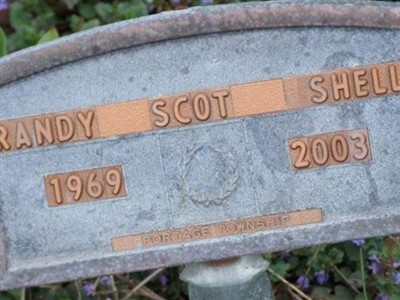 RANDY SCOT SHELL
1969 2003
PORTAGE TOWNSHIP